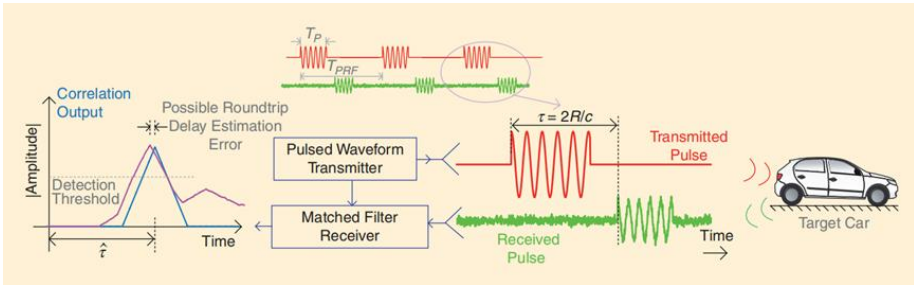 T_P
T_PRF
Correlation
Output
Possible Roundtrip
Delay Estimation
Error
|Amplitude|
Detection
Threshold
τ̂
Time
Pulsed Waveform
Transmitter
Matched Filter
Receiver
τ = 2R/c
Transmitted
Pulse
Received
Pulse
Time
Target Car